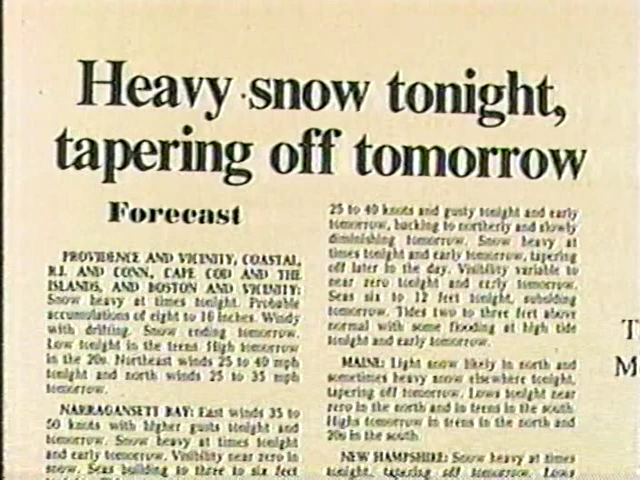 Heavy snow tonight,
tapering off tomorrow
Forecast
PROVIDENCE AND VICINITY, COASTAL,
R.I. AND CONN., CAPE COD AND THE
ISLANDS, AND BOSTON AND VICINITY:
Snow heavy at times tonight. Probable
accumulations of eight to 16 inches. Windy
with drifting. Snow ending tomorrow.
Low tonight in the teens. High tomorrow
in the 20s. Northeast winds 25 to 40 mph
tonight and north winds 25 to 35 mph
tomorrow.
NARRAGANSETT BAY: East winds 35 to
50 knots with higher gusts tonight and
tomorrow. Snow heavy at times tonight
and early tomorrow. Visibility near zero in
snow. Seas building to three to six feet
25 to 40 knots and gusty tonight and early
tomorrow, backing to northerly and slowly
diminishing tomorrow. Snow heavy at
times tonight and early tomorrow, tapering
off later in the day. Visibility variable to
near zero tonight and early tomorrow.
Seas six to 12 feet tonight, subsiding
tomorrow. Tides two to three feet above
normal with some flooding at high tide
tonight and early tomorrow.
MAINE: Light snow likely in north and
sometimes heavy snow elsewhere tonight,
tapering off tomorrow. Lows tonight near
zero in the north and in teens in the south.
Highs tomorrow in teens in the north and
20s in the south.
NEW HAMPSHIRE: Snow heavy at times
tonight, tapering off tomorrow. Lows